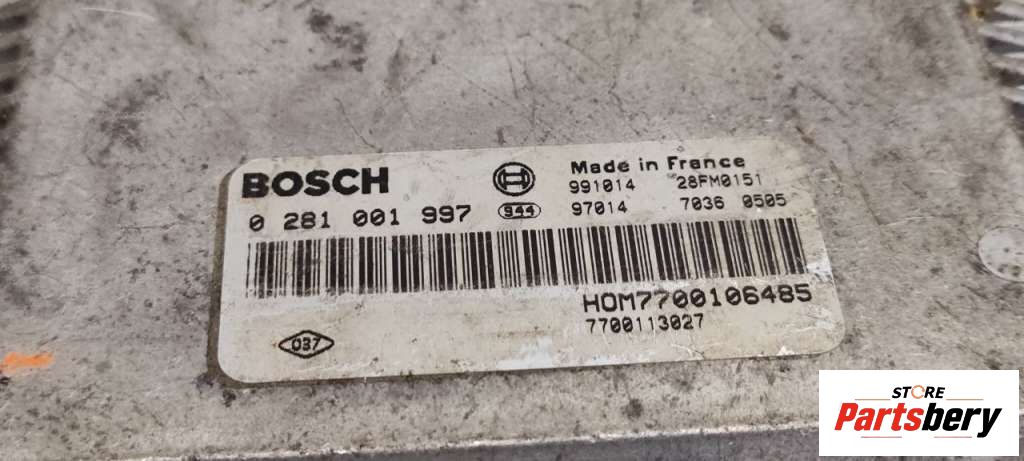 BOSCH
Made in France
991014 28FM0151
0 281 001 997
944
97014 7036 0505
HOM7700106485
7700113027
037
STORE
Partsbery